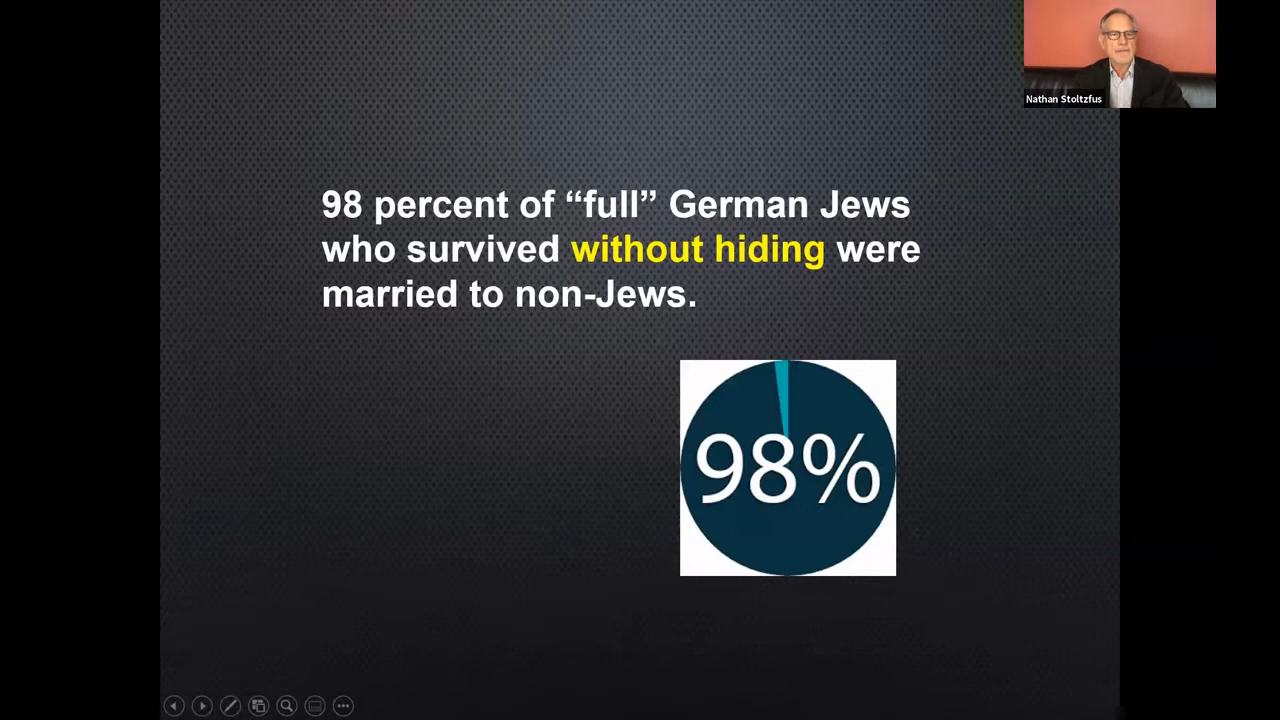 Nathan Stoltzfus
98 percent of “full” German Jews
who survived without hiding were
married to non-Jews.
98%